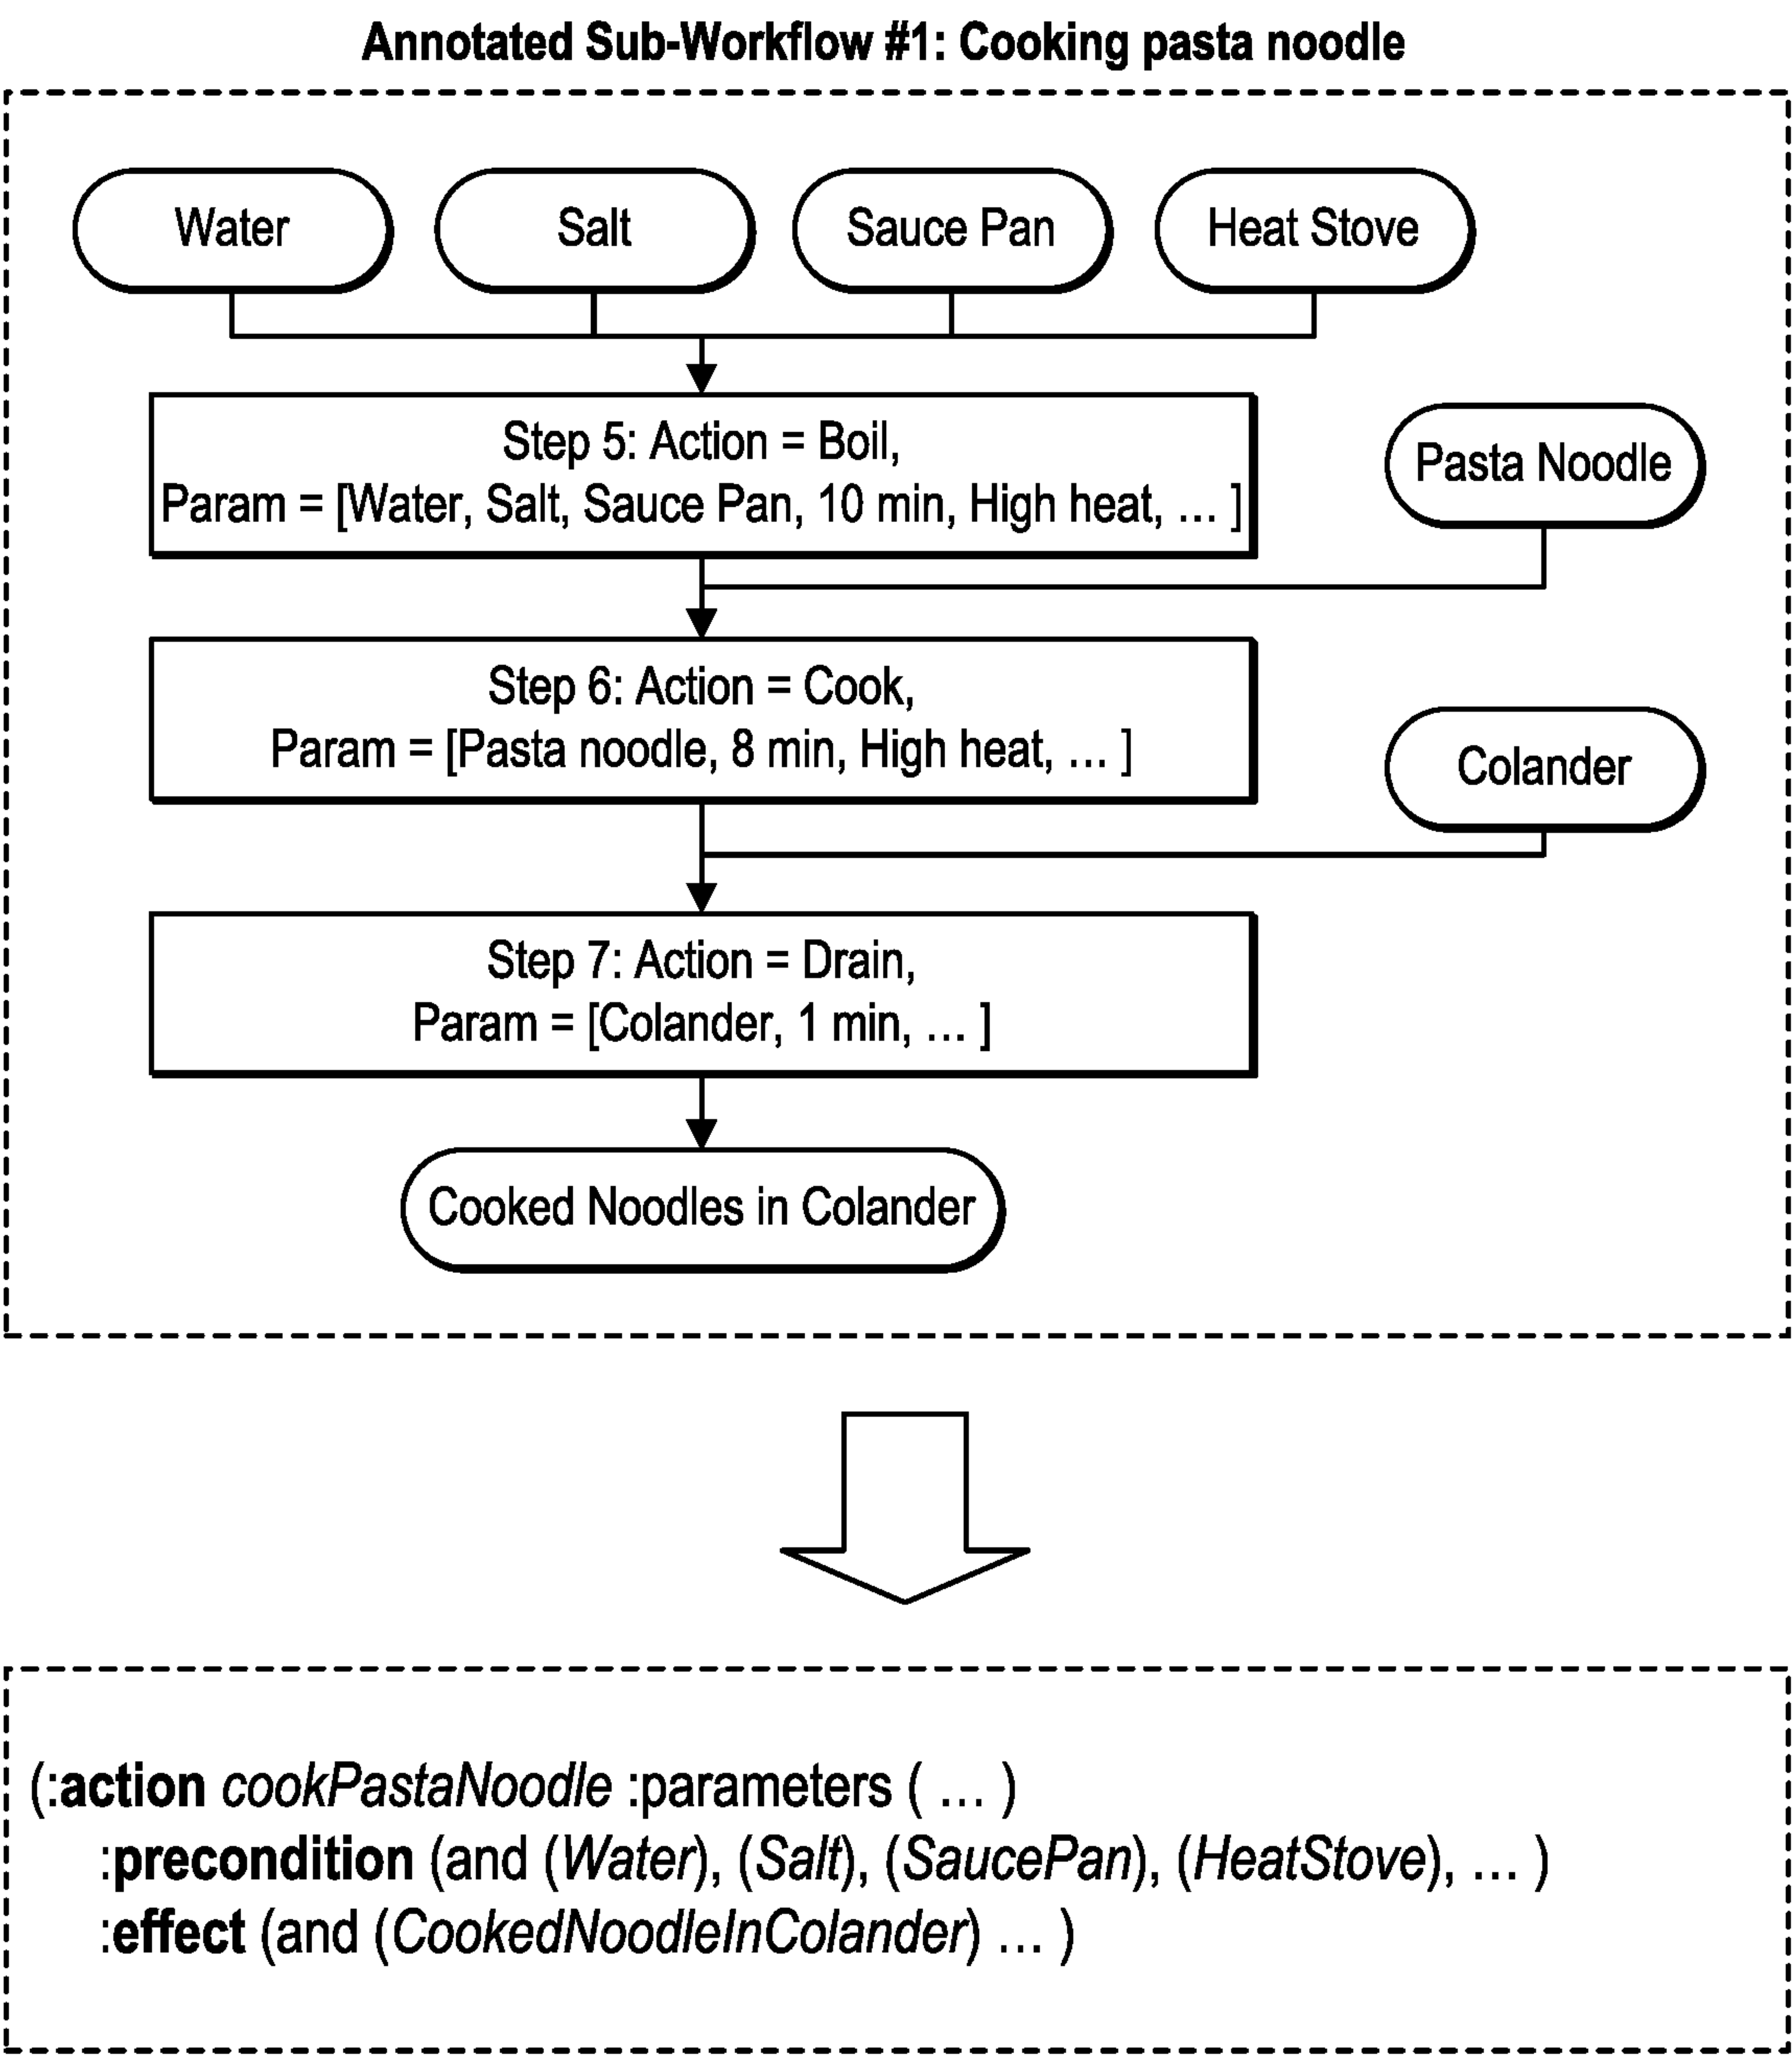 Annotated Sub-Workflow #1: Cooking pasta noodle
Water
Salt
Sauce Pan
Heat Stove
Step 5: Action = Boil,
Param = [Water, Salt, Sauce Pan, 10 min, High heat, ... ]
Pasta Noodle
Step 6: Action = Cook,
Param = [Pasta noodle, 8 min, High heat, ... ]
Colander
Step 7: Action = Drain,
Param = [Colander, 1 min, ... ]
Cooked Noodles in Colander
(:action cookPastaNoodle :parameters ( ... )
:precondition (and (Water), (Salt), (SaucePan), (HeatStove), ... )
:effect (and (CookedNoodleInColander) ... )